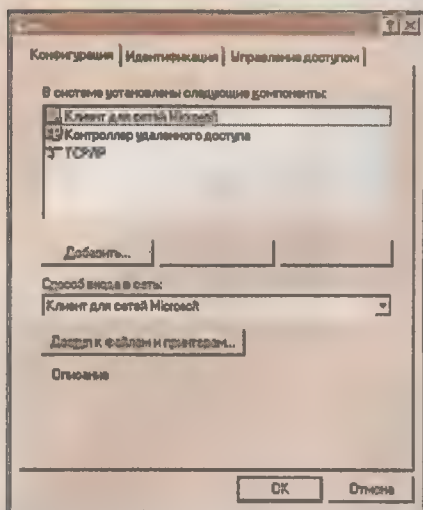 Конфигурация Идентификация Управление доступом
В системе установлены следующие компоненты:
Клиент для сетей Microsoft
Контроллер удаленного доступа
TCP/IP
Добавить...
Способ входа в сеть:
Клиент для сетей Microsoft
Доступ к файлам и принтерам...
Описание
OK Отмена